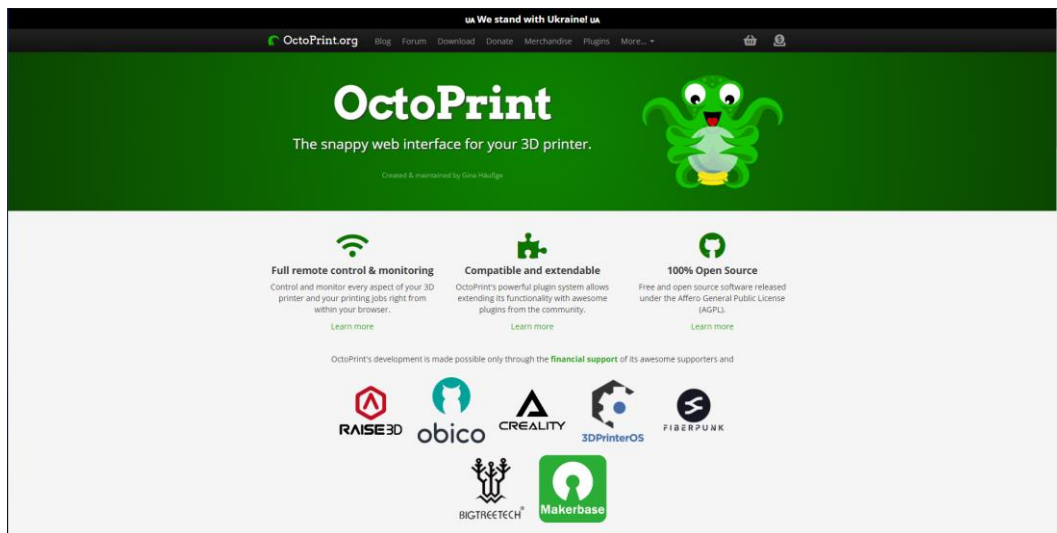 UA We stand with Ukraine! UA
OctoPrint.org Blog Forum Download Donate Merchandise Plugins More...
OctoPrint
The snappy web interface for your 3D printer.
Created & maintained by Gina Häußge
Full remote control & monitoring
Control and monitor every aspect of your 3D
printer and your printing jobs right from
within your browser.
Learn more
Compatible and extendable
OctoPrint's powerful plugin system allows
extending its functionality with awesome
plugins from the community.
Learn more
100% Open Source
Free and open source software released
under the Affero General Public License
(AGPL).
Learn more
OctoPrint's development is made possible only through the financial support of its awesome supporters and
RAISE3D
obico
CREALITY
3DPrinterOS
FIBERPUNK
BIGTREETECH®
Makerbase